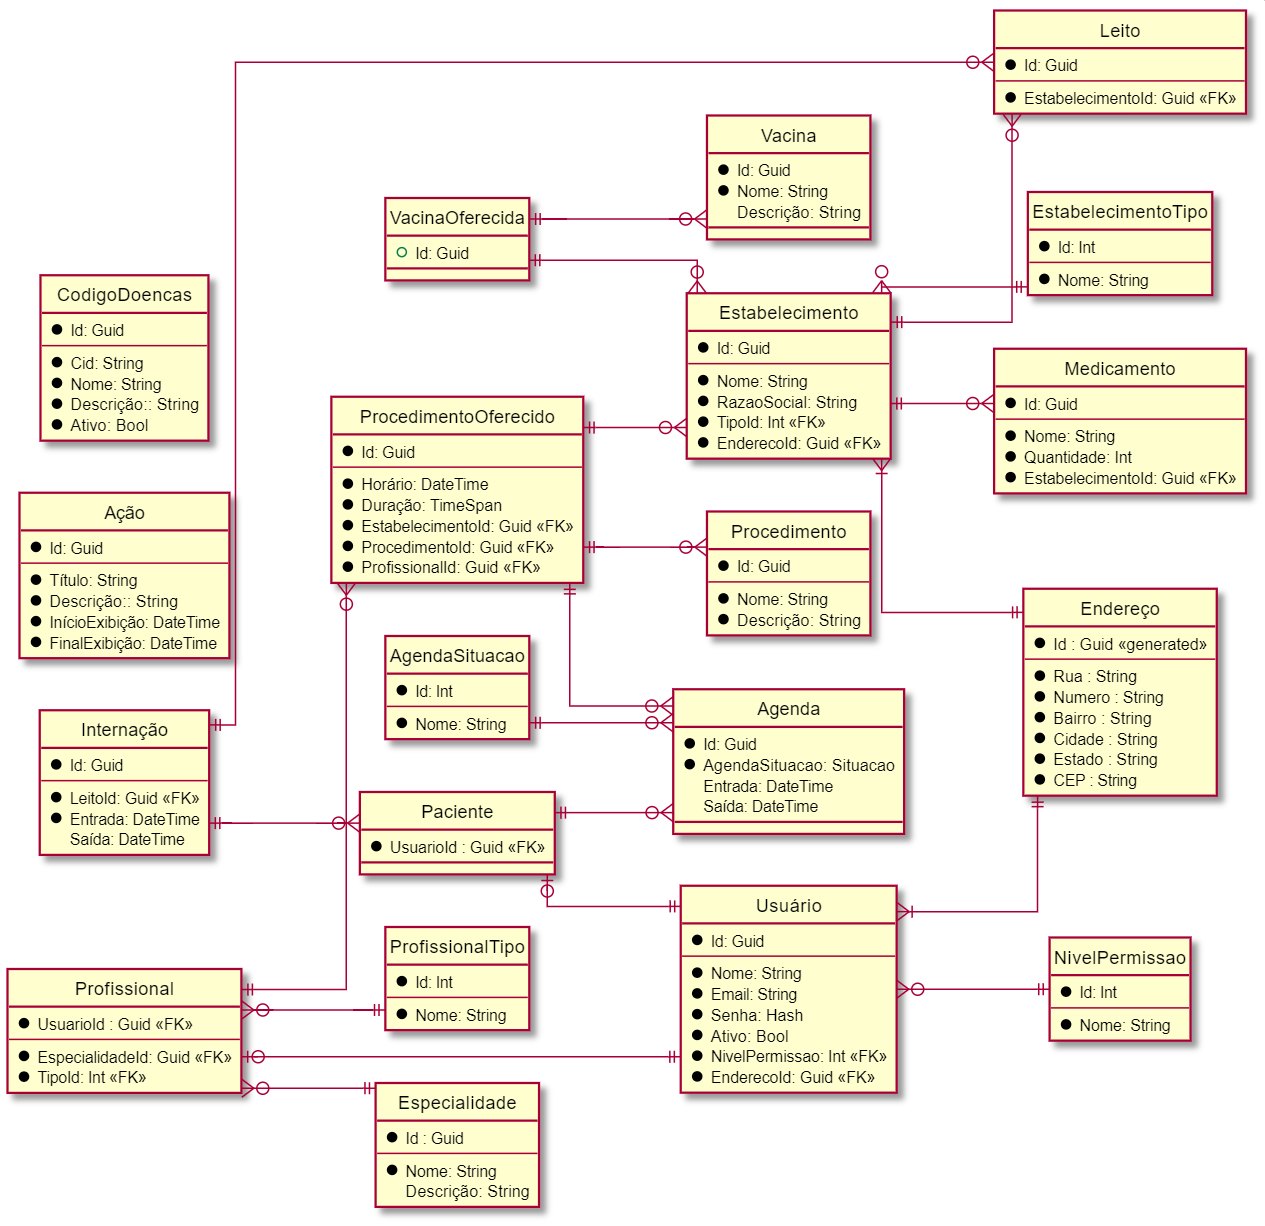 Leito
Id: Guid
EstabelecimentoId: Guid «FK»
Vacina
Id: Guid
Nome: String
Descrição: String
VacinaOferecida
Id: Guid
EstabelecimentoTipo
Id: Int
Nome: String
CodigoDoencas
Id: Guid
Cid: String
Nome: String
Descrição:: String
Ativo: Bool
Estabelecimento
Id: Guid
Nome: String
RazaoSocial: String
TipoId: Int «FK»
EnderecoId: Guid «FK»
Medicamento
Id: Guid
Nome: String
Quantidade: Int
EstabelecimentoId: Guid «FK»
ProcedimentoOferecido
Id: Guid
Horário: DateTime
Duração: TimeSpan
EstabelecimentoId: Guid «FK»
ProcedimentoId: Guid «FK»
ProfissionalId: Guid «FK»
Ação
Id: Guid
Título: String
Descrição:: String
InícioExibição: DateTime
FinalExibição: DateTime
Procedimento
Id: Guid
Nome: String
Descrição: String
Endereço
Id : Guid «generated»
Rua : String
Numero : String
Bairro : String
Cidade : String
Estado : String
CEP : String
AgendaSituacao
Id: Int
Nome: String
Agenda
Id: Guid
AgendaSituacao: Situacao
Entrada: DateTime
Saída: DateTime
Internação
Id: Guid
LeitoId: Guid «FK»
Entrada: DateTime
Saída: DateTime
Paciente
UsuarioId : Guid «FK»
Usuário
Id: Guid
Nome: String
Email: String
Senha: Hash
Ativo: Bool
NivelPermissao: Int «FK»
EnderecoId: Guid «FK»
ProfissionalTipo
Id: Int
Nome: String
NivelPermissao
Id: Int
Nome: String
Profissional
UsuarioId : Guid «FK»
EspecialidadeId: Guid «FK»
TipoId: Int «FK»
Especialidade
Id : Guid
Nome: String
Descrição: String